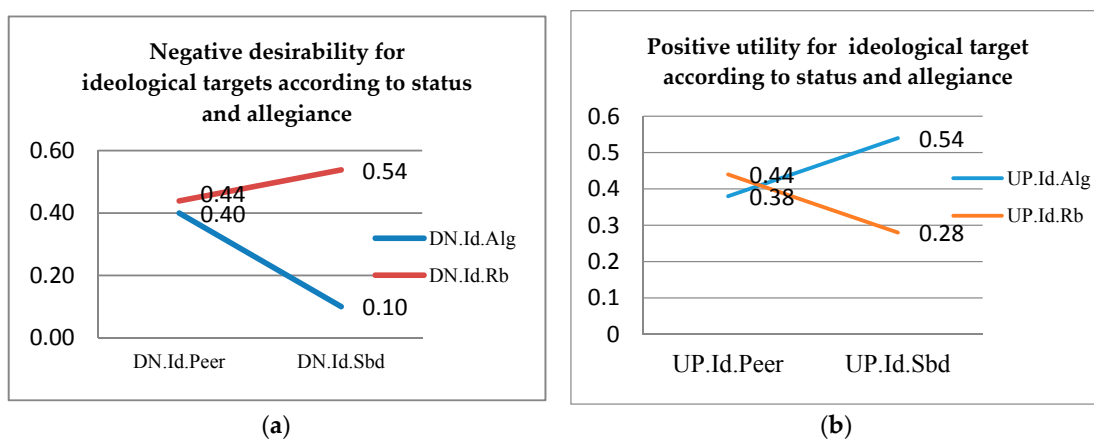 Negative desirability for
ideological targets according to status
and allegiance
0.60
0.40
0.20
0.00
0.44
0.40
0.54
0.10
DN.Id.Alg
DN.Id.Rb
DN.Id.Peer
DN.Id.Sbd
(a)
Positive utility for ideological target
according to status and allegiance
0.6
0.5
0.4
0.3
0.2
0.1
0
0.44
0.38
0.54
0.28
UP.Id.Alg
UP.Id.Rb
UP.Id.Peer
UP.Id.Sbd
(b)